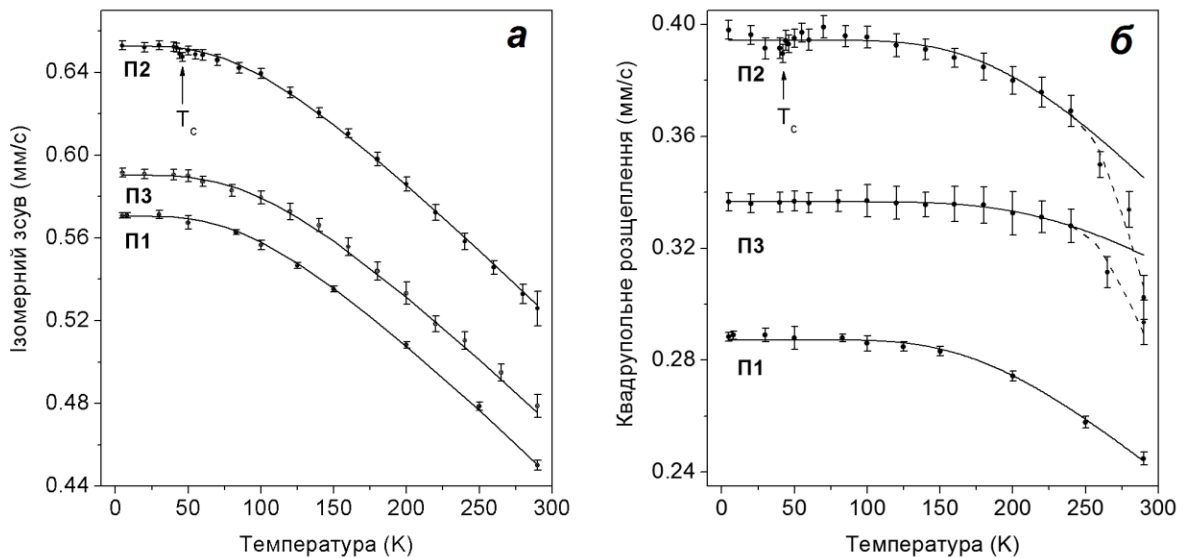 а
0.64
0.60
0.56
0.52
0.48
0.44
П2
T c
П3
П1
0 50 100 150 200 250 300
Ізомерний зсув (мм/с)
Температура (К)
б
0.40
0.36
0.32
0.28
0.24
П2
T c
П3
П1
0 50 100 150 200 250 300
Квадрупольне розщеплення (мм/с)
Температура (К)